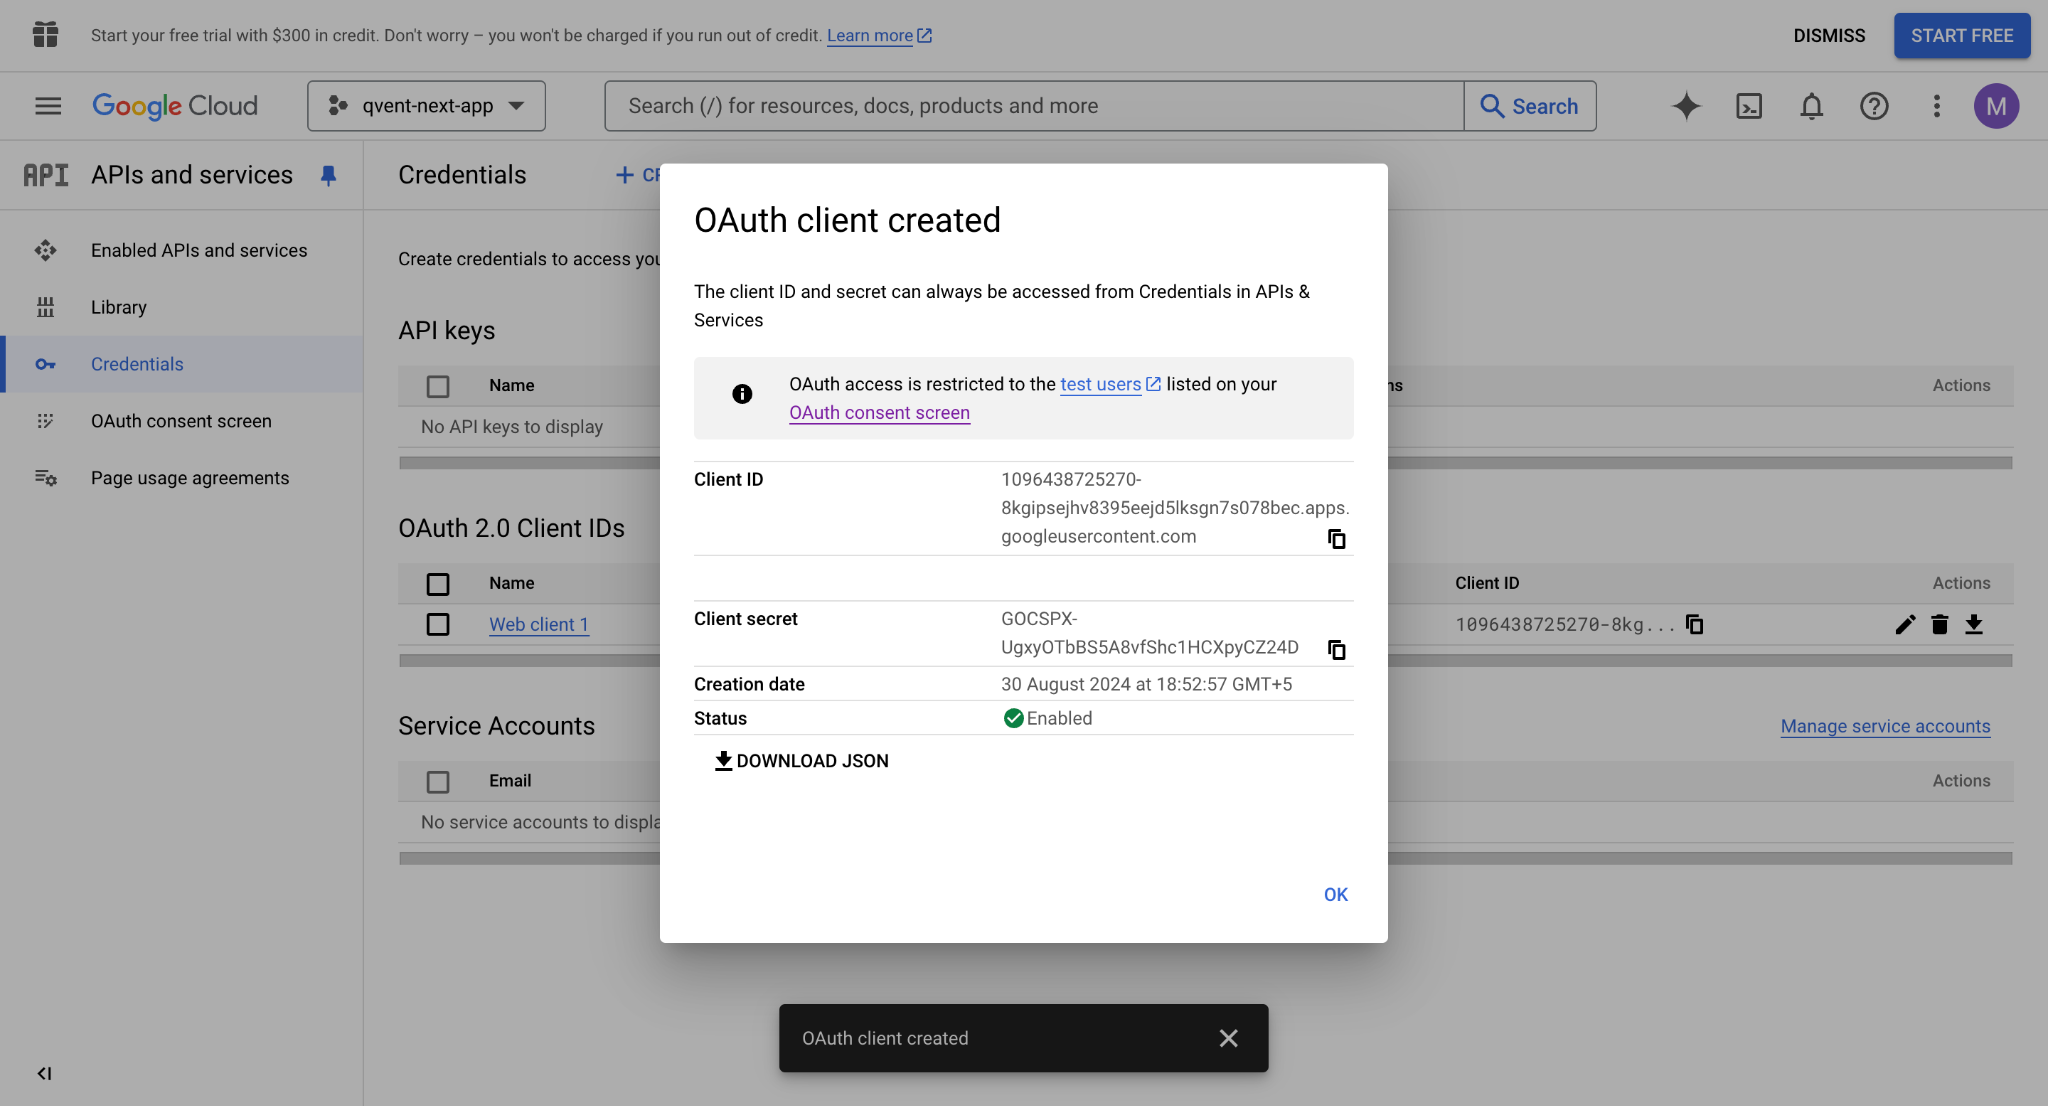 Start your free trial with $300 in credit. Don't worry – you won't be charged if you run out of credit. Learn more
DISMISS
START FREE
Google Cloud
qvent-next-app
Search (/) for resources, docs, products and more
Search
M
API
APIs and services
Credentials
Enabled APIs and services
Library
Credentials
OAuth consent screen
Page usage agreements
Create credentials to access
API keys
Name
Actions
No API keys to display
OAuth 2.0 Client IDs
Name
Client ID
Actions
Web client 1
1096438725270-8kg...
Service Accounts
Manage service accounts
Email
Actions
No service accounts to
OAuth client created
The client ID and secret can always be accessed from Credentials in APIs &
Services
OAuth access is restricted to the test users listed on your
OAuth consent screen
Client ID
1096438725270-
8kgipsejhv8395eejd5lksgn7s078bec.apps.
googleusercontent.com
Client secret
GOCSPX-
UgxyOTbBS5A8vfShc1HCXpyCZ24D
Creation date
30 August 2024 at 18:52:57 GMT+5
Status
Enabled
DOWNLOAD JSON
OK
OAuth client created